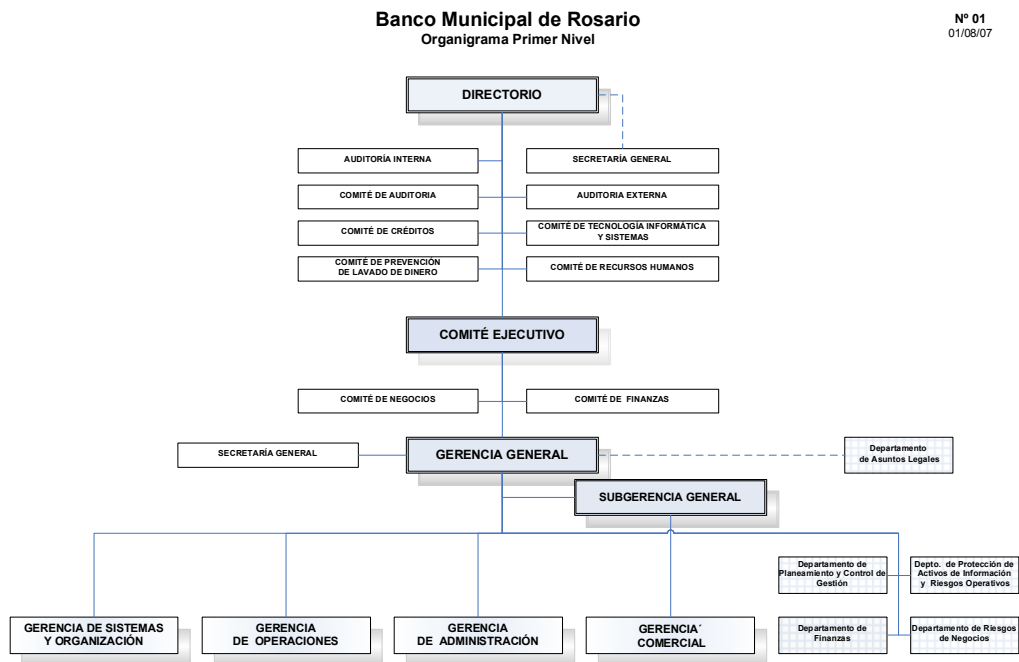 Banco Municipal de Rosario
Organigrama Primer Nivel
Nº 01
01/08/07
DIRECTORIO
AUDITORÍA INTERNA
SECRETARÍA GENERAL
COMITÉ DE AUDITORIA
AUDITORIA EXTERNA
COMITÉ DE CRÉDITOS
COMITÉ DE TECNOLOGÍA INFORMÁTICA
Y SISTEMAS
COMITÉ DE PREVENCIÓN
DE LAVADO DE DINERO
COMITÉ DE RECURSOS HUMANOS
COMITÉ EJECUTIVO
COMITÉ DE NEGOCIOS
COMITÉ DE FINANZAS
SECRETARÍA GENERAL
GERENCIA GENERAL
Departamento
de Asuntos Legales
SUBGERENCIA GENERAL
Departamento de
Planeamiento y Control de
Gestión
Depto. de Protección de
Activos de Información
y Riesgos Operativos
GERENCIA DE SISTEMAS
Y ORGANIZACIÓN
GERENCIA
DE OPERACIONES
GERENCIA
DE ADMINISTRACIÓN
GERENCIA´
COMERCIAL
Departamento de
Finanzas
Departamento de Riesgos
de Negocios